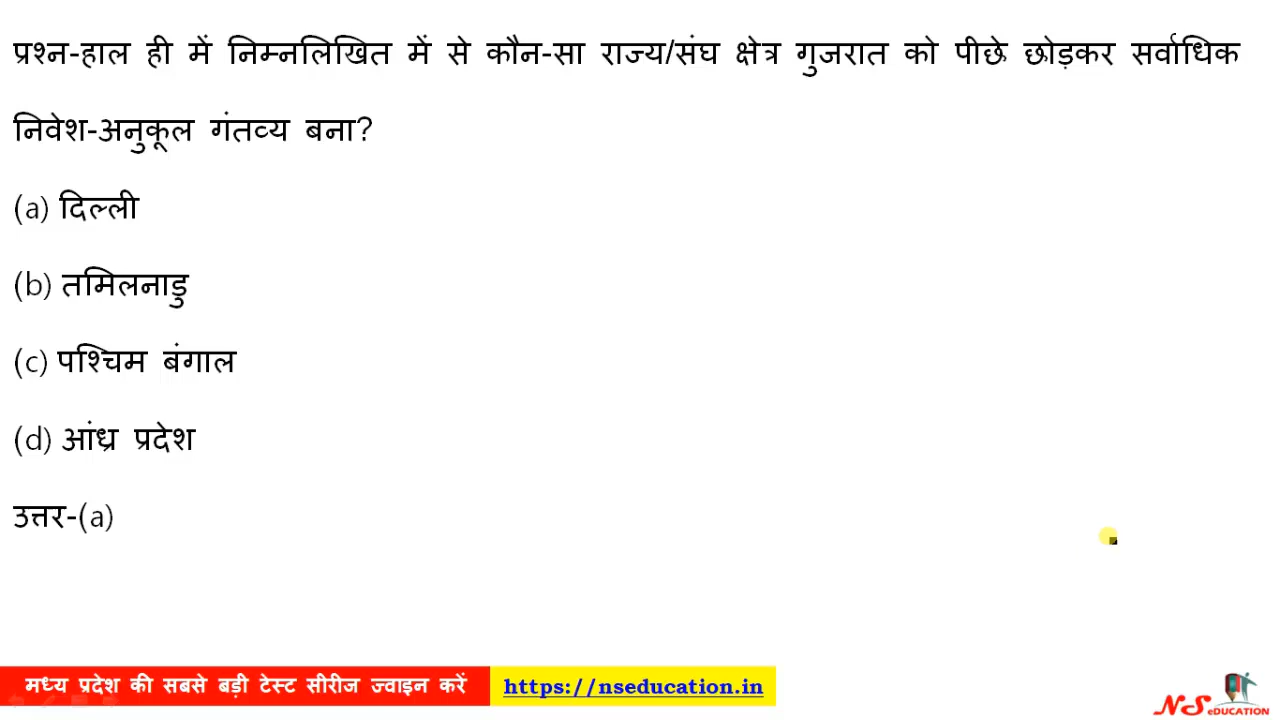 प्रश्न-हाल ही में निम्नलिखित में से कौन-सा राज्य/संघ क्षेत्र गुजरात को पीछे छोड़कर सर्वाधिक
निवेश-अनुकूल गंतव्य बना?
(a) दिल्ली
(b) तमिलनाडु
(c) पश्चिम बंगाल
(d) आंध्र प्रदेश
उत्तर-(a)
मध्य प्रदेश की सबसे बड़ी टेस्ट सीरीज ज्वाइन करें https://nseducation.in
NS eDUCATION